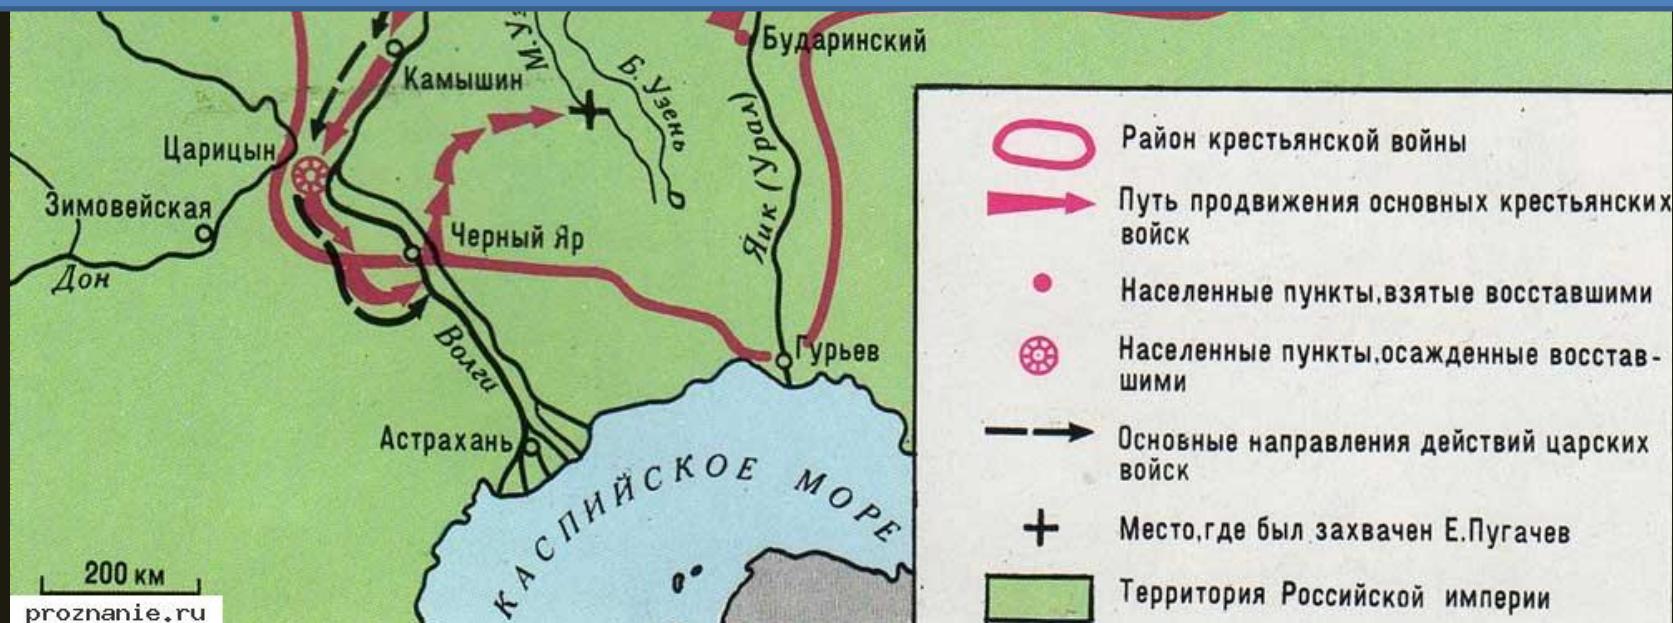 Бударинский
М.У
Б. Узень
Камышин
Яик (Урал)
Царицын
Зимовейская
Черный Яр
Дон
Волги
Гурьев
Астрахань
КАСПИЙСКОЕ МОРЕ
200 км
proznanie.ru
Район крестьянской войны
Путь продвижения основных крестьянских
войск
Населенные пункты,взятые восставшими
Населенные пункты,осажденные восстав-
шими
Основные направления действий царских
войск
Место,где был захвачен Е.Пугачев
Территория Российской империи